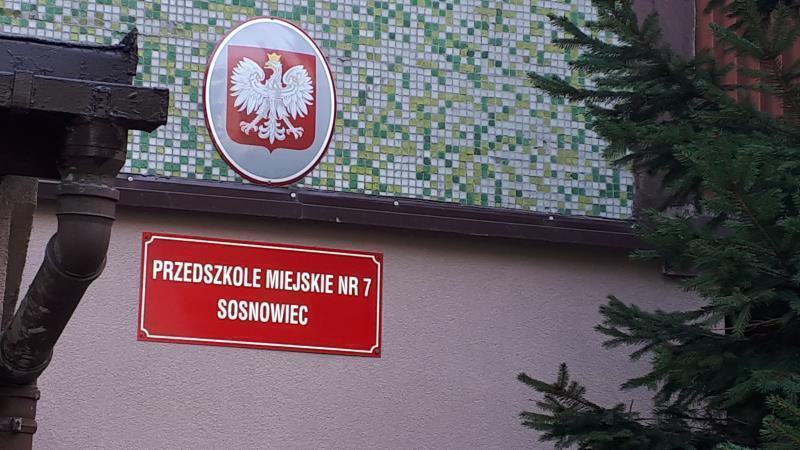 PRZEDSZKOLE MIEJSKIE NR 7
SOSNOWIEC